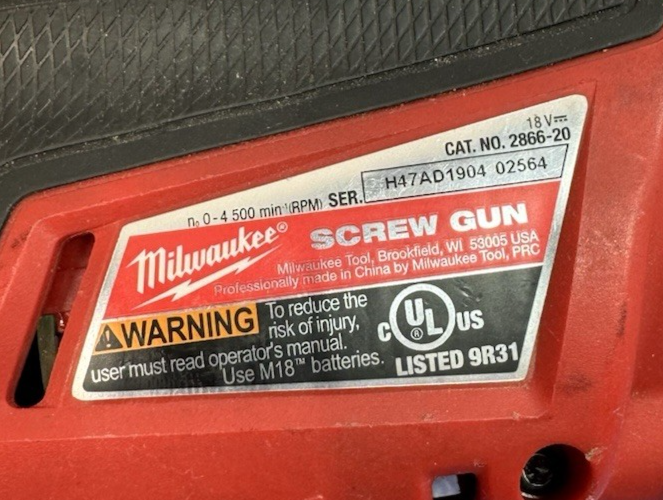 18 V⎓
CAT. NO. 2866-20
n₀ 0-4 500 min⁻¹(RPM) SER. H47AD1904 02564
Milwaukee®
SCREW GUN
Milwaukee Tool, Brookfield, WI 53005 USA
Professionally made in China by Milwaukee Tool, PRC
⚠WARNING To reduce the
risk of injury,
user must read operator's manual.
Use M18™ batteries.
C UL® US
LISTED 9R31